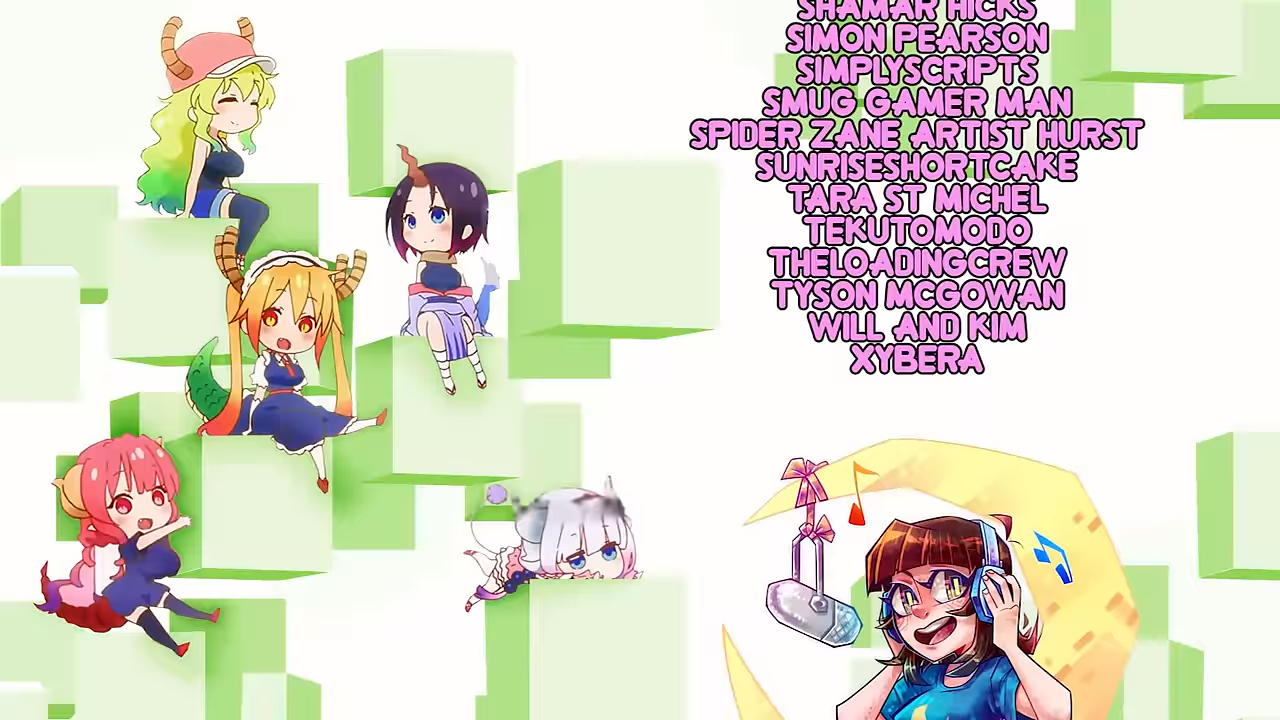 SHAMAR HICKS
SIMON PEARSON
SIMPLYSCRIPTS
SMUG GAMER MAN
SPIDER ZANE ARTIST HURST
SUNRISESHORTCAKE
TARA ST MICHEL
TEKUTOMODO
THELOADINGCREW
TYSON MCGOWAN
WILL AND KIM
XYBERA